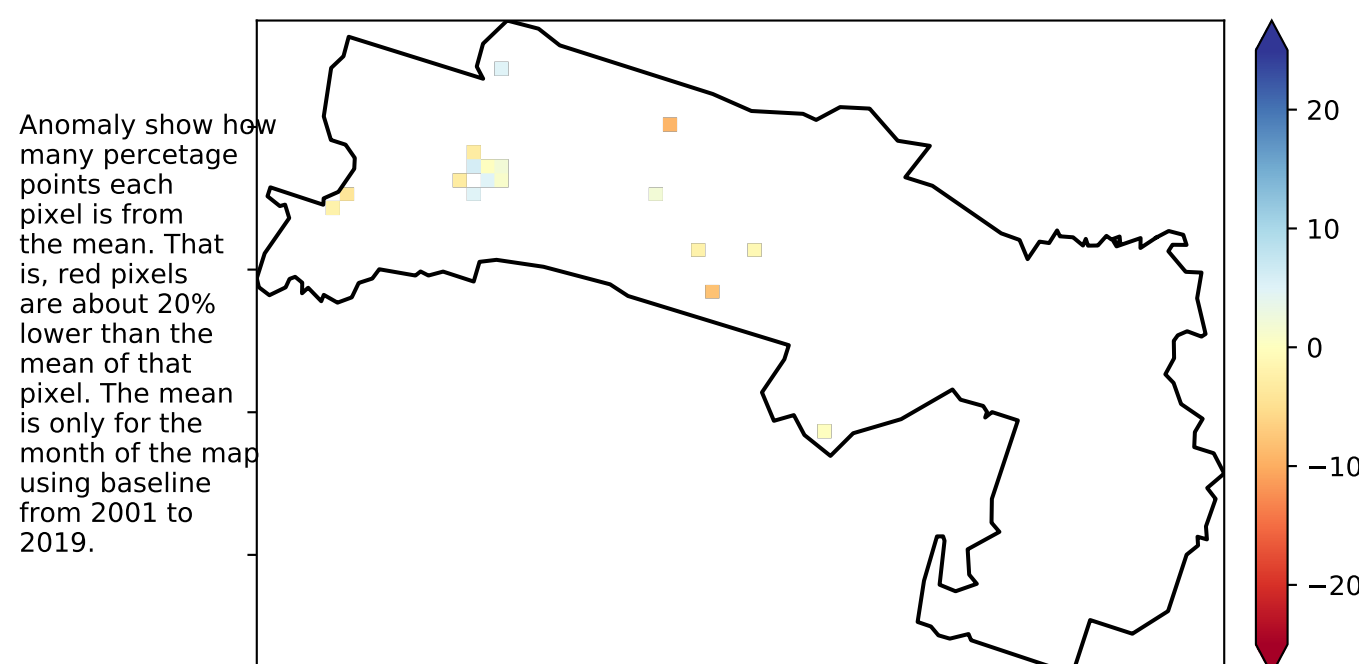 Anomaly show how
many percetage
points each
pixel is from
the mean. That
is, red pixels
are about 20%
lower than the
mean of that
pixel. The mean
is only for the
month of the map
using baseline
from 2001 to
2019.
20
10
0
−10
−20